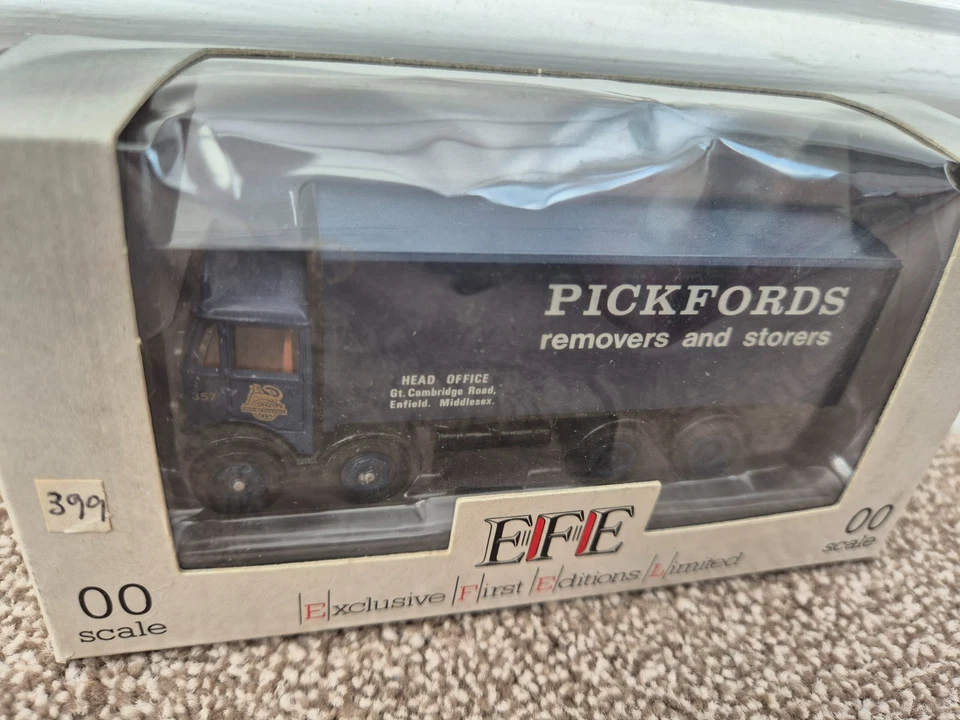 PICKFORDS
removers and storers
HEAD OFFICE
Gt. Cambridge Road,
Enfield. Middlesex.
357
399
EFE
Exclusive First Editions Limited
00
scale
00
scale